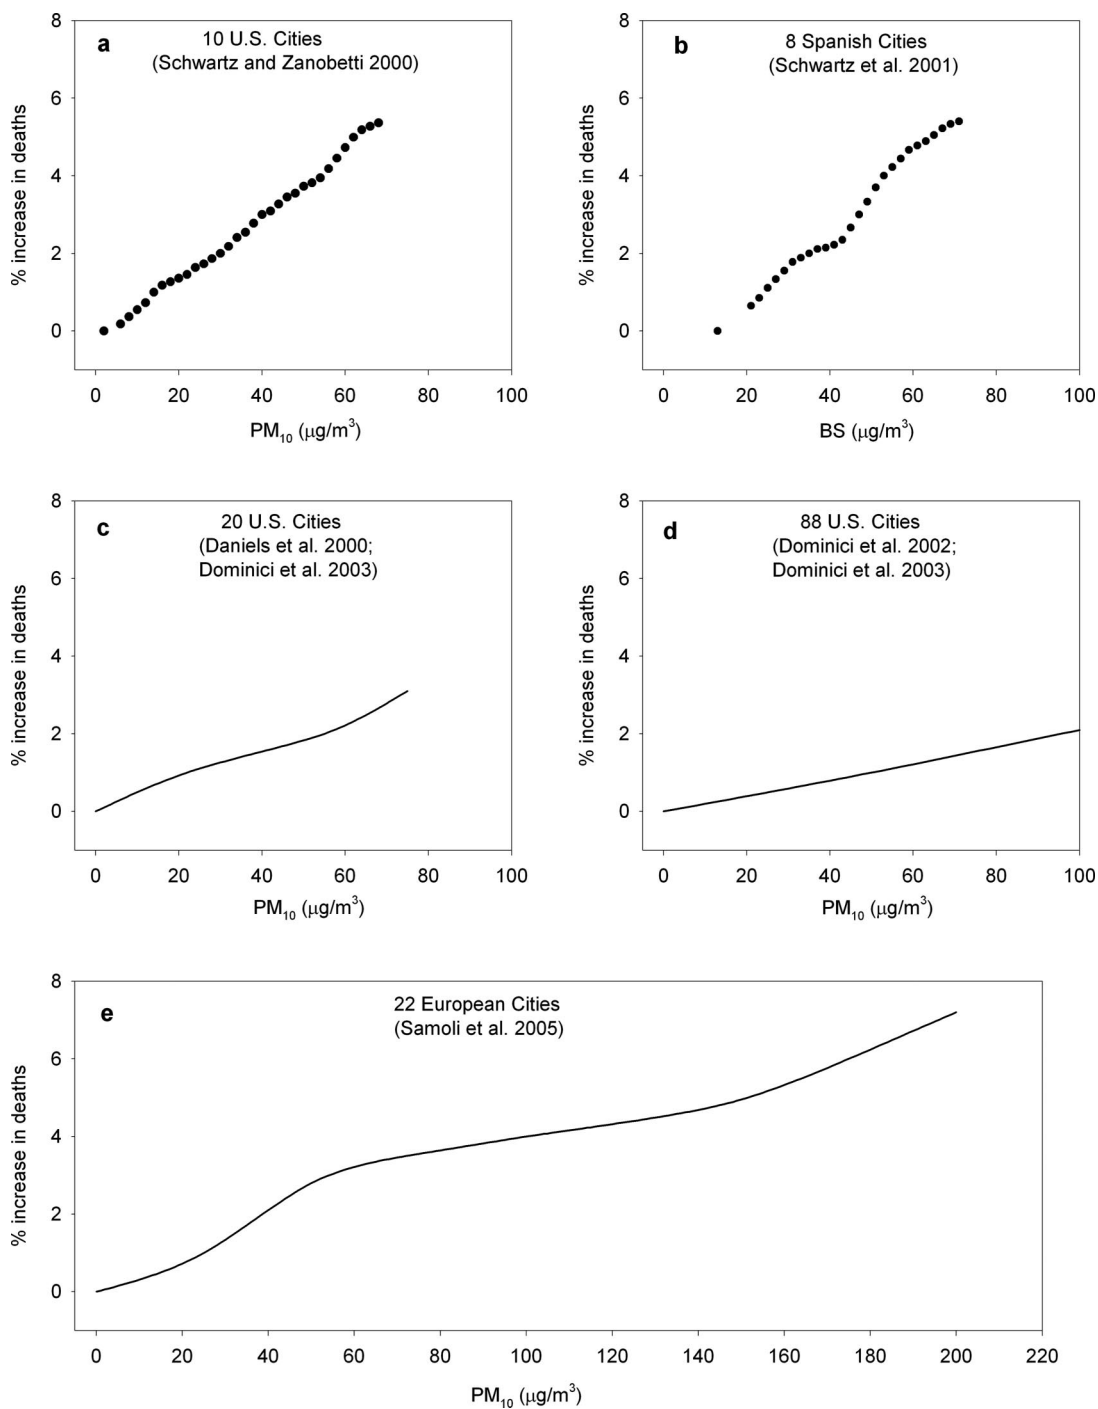 a
10 U.S. Cities
(Schwartz and Zanobetti 2000)
% increase in deaths
8
6
4
2
0
0 20 40 60 80 100
PM₁₀ (μg/m³)
b
8 Spanish Cities
(Schwartz et al. 2001)
% increase in deaths
8
6
4
2
0
0 20 40 60 80 100
BS (μg/m³)
c
20 U.S. Cities
(Daniels et al. 2000;
Dominici et al. 2003)
% increase in deaths
8
6
4
2
0
0 20 40 60 80 100
PM₁₀ (μg/m³)
d
88 U.S. Cities
(Dominici et al. 2002;
Dominici et al. 2003)
% increase in deaths
8
6
4
2
0
0 20 40 60 80 100
PM₁₀ (μg/m³)
e
22 European Cities
(Samoli et al. 2005)
% increase in deaths
8
6
4
2
0
0 20 40 60 80 100 120 140 160 180 200 220
PM₁₀ (μg/m³)